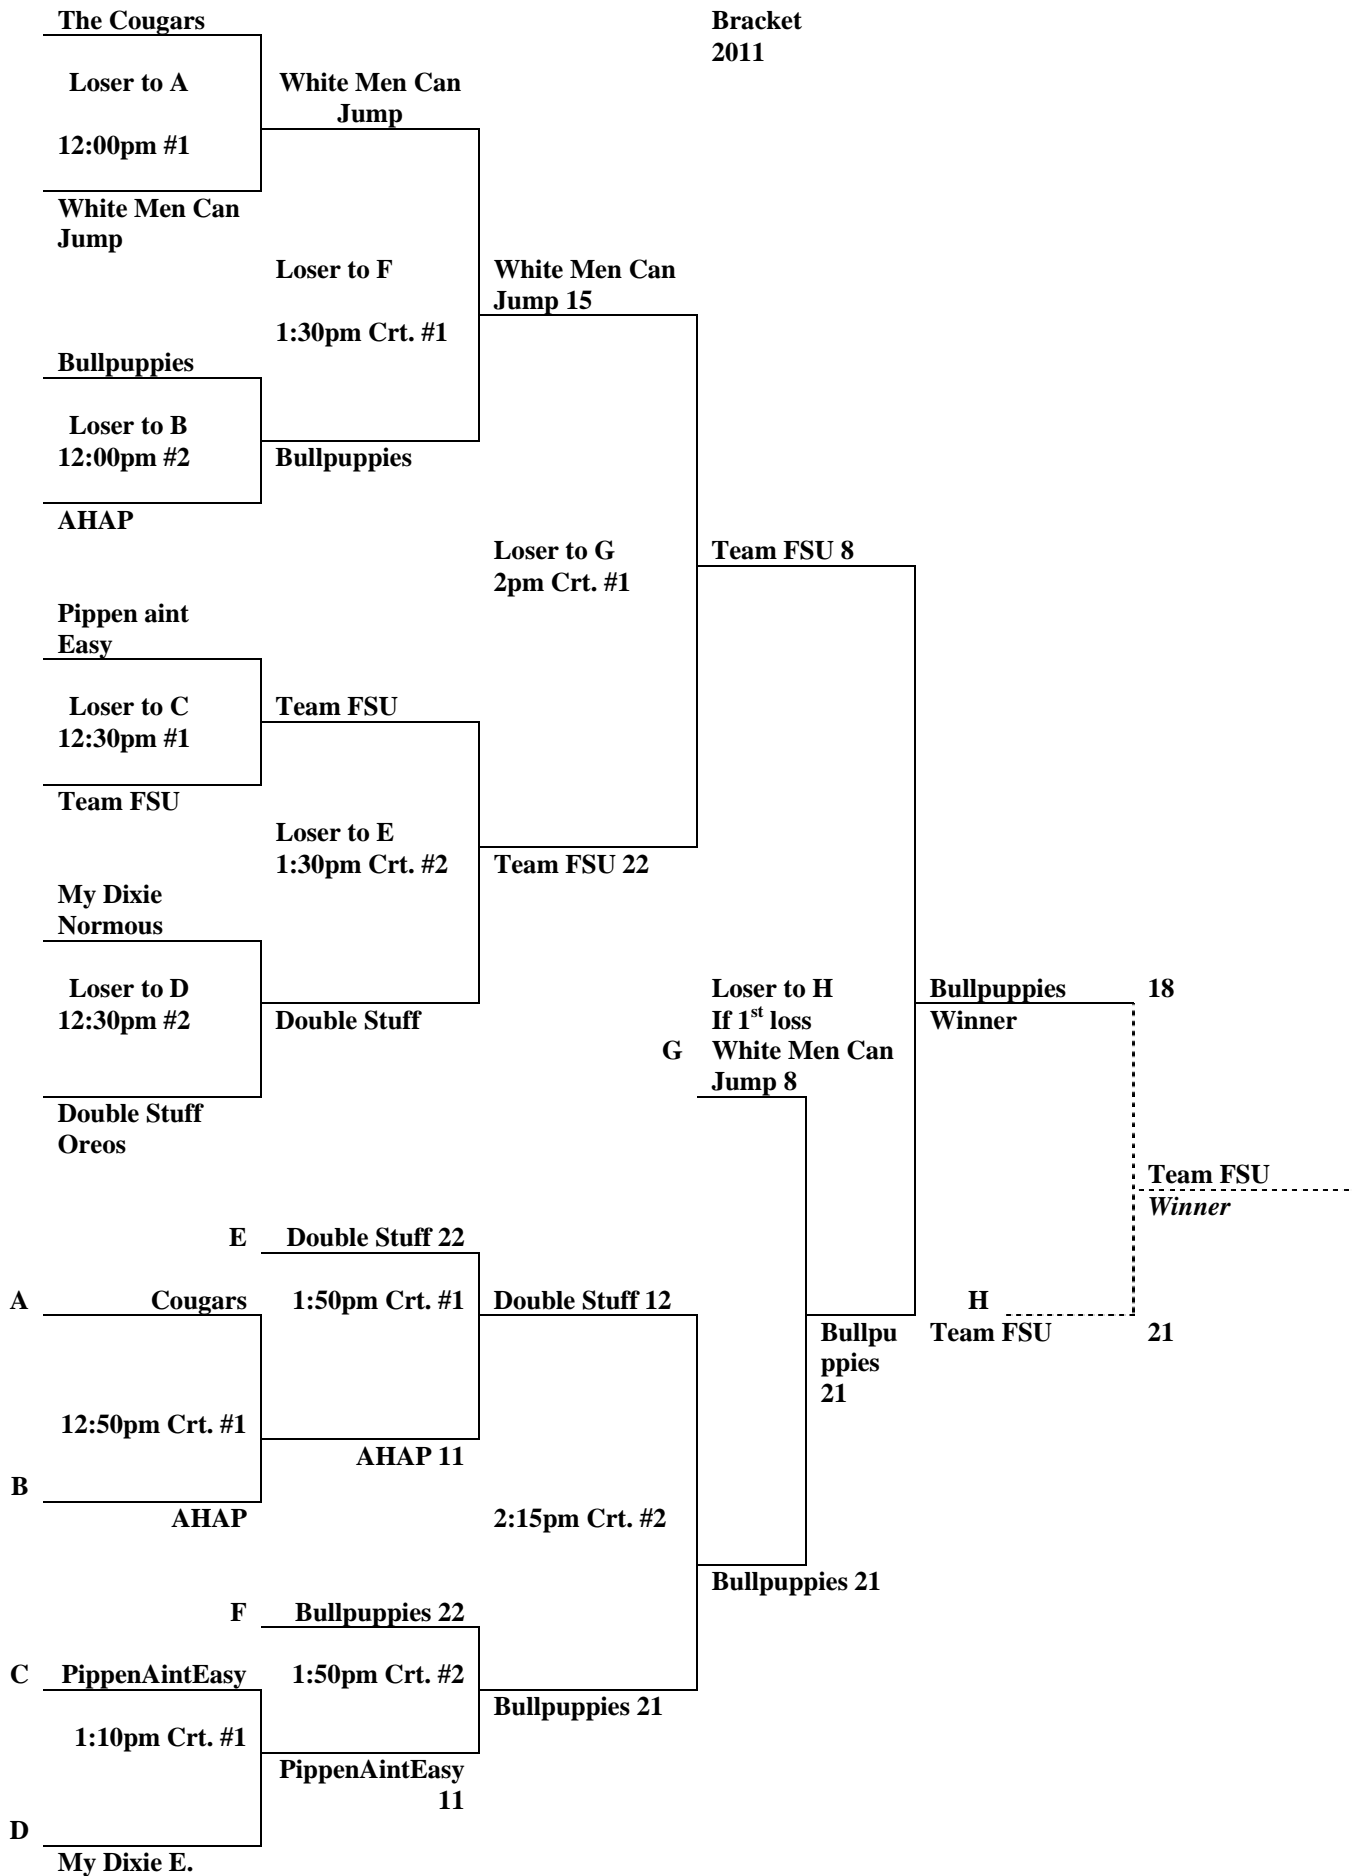 The Cougars
Bracket
2011
Loser to A
12:00pm #1
White Men Can
Jump
White Men Can
Jump
Loser to F
1:30pm Crt. #1
White Men Can
Jump 15
Bullpuppies
Loser to B
12:00pm #2
Bullpuppies
AHAP
Loser to G
2pm Crt. #1
Team FSU 8
Pippen aint
Easy
Loser to C
12:30pm #1
Team FSU
Team FSU
Loser to E
1:30pm Crt. #2
Team FSU 22
My Dixie
Normous
Loser to D
12:30pm #2
Double Stuff
Double Stuff
Oreos
Loser to H
If 1st loss
G White Men Can
Jump 8
Bullpuppies
Winner
18
Team FSU
Winner
E Double Stuff 22
A Cougars
1:50pm Crt. #1
Double Stuff 12
Bullpu
ppies
21
H
Team FSU
21
12:50pm Crt. #1
AHAP 11
B
AHAP
2:15pm Crt. #2
Bullpuppies 21
F Bullpuppies 22
C PippenAintEasy
1:50pm Crt. #2
Bullpuppies 21
1:10pm Crt. #1
PippenAintEasy
11
D
My Dixie E.